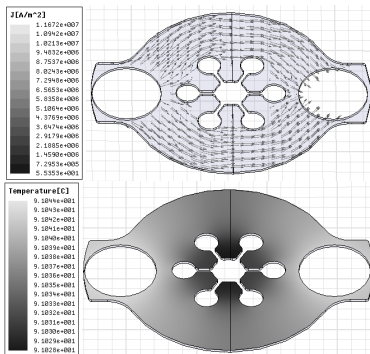 J[A/m^2]
1.1672e+007
1.0942e+007
1.0213e+007
9.4832e+006
8.7537e+006
8.0243e+006
7.2948e+006
6.5653e+006
5.8358e+006
5.1064e+006
4.3769e+006
3.6474e+006
2.9179e+006
2.1885e+006
1.4590e+006
7.2953e+005
5.5353e+001
Temperature[C]
9.1044e+001
9.1043e+001
9.1042e+001
9.1041e+001
9.1040e+001
9.1039e+001
9.1038e+001
9.1037e+001
9.1036e+001
9.1035e+001
9.1034e+001
9.1033e+001
9.1032e+001
9.1031e+001
9.1030e+001
9.1029e+001
9.1028e+001